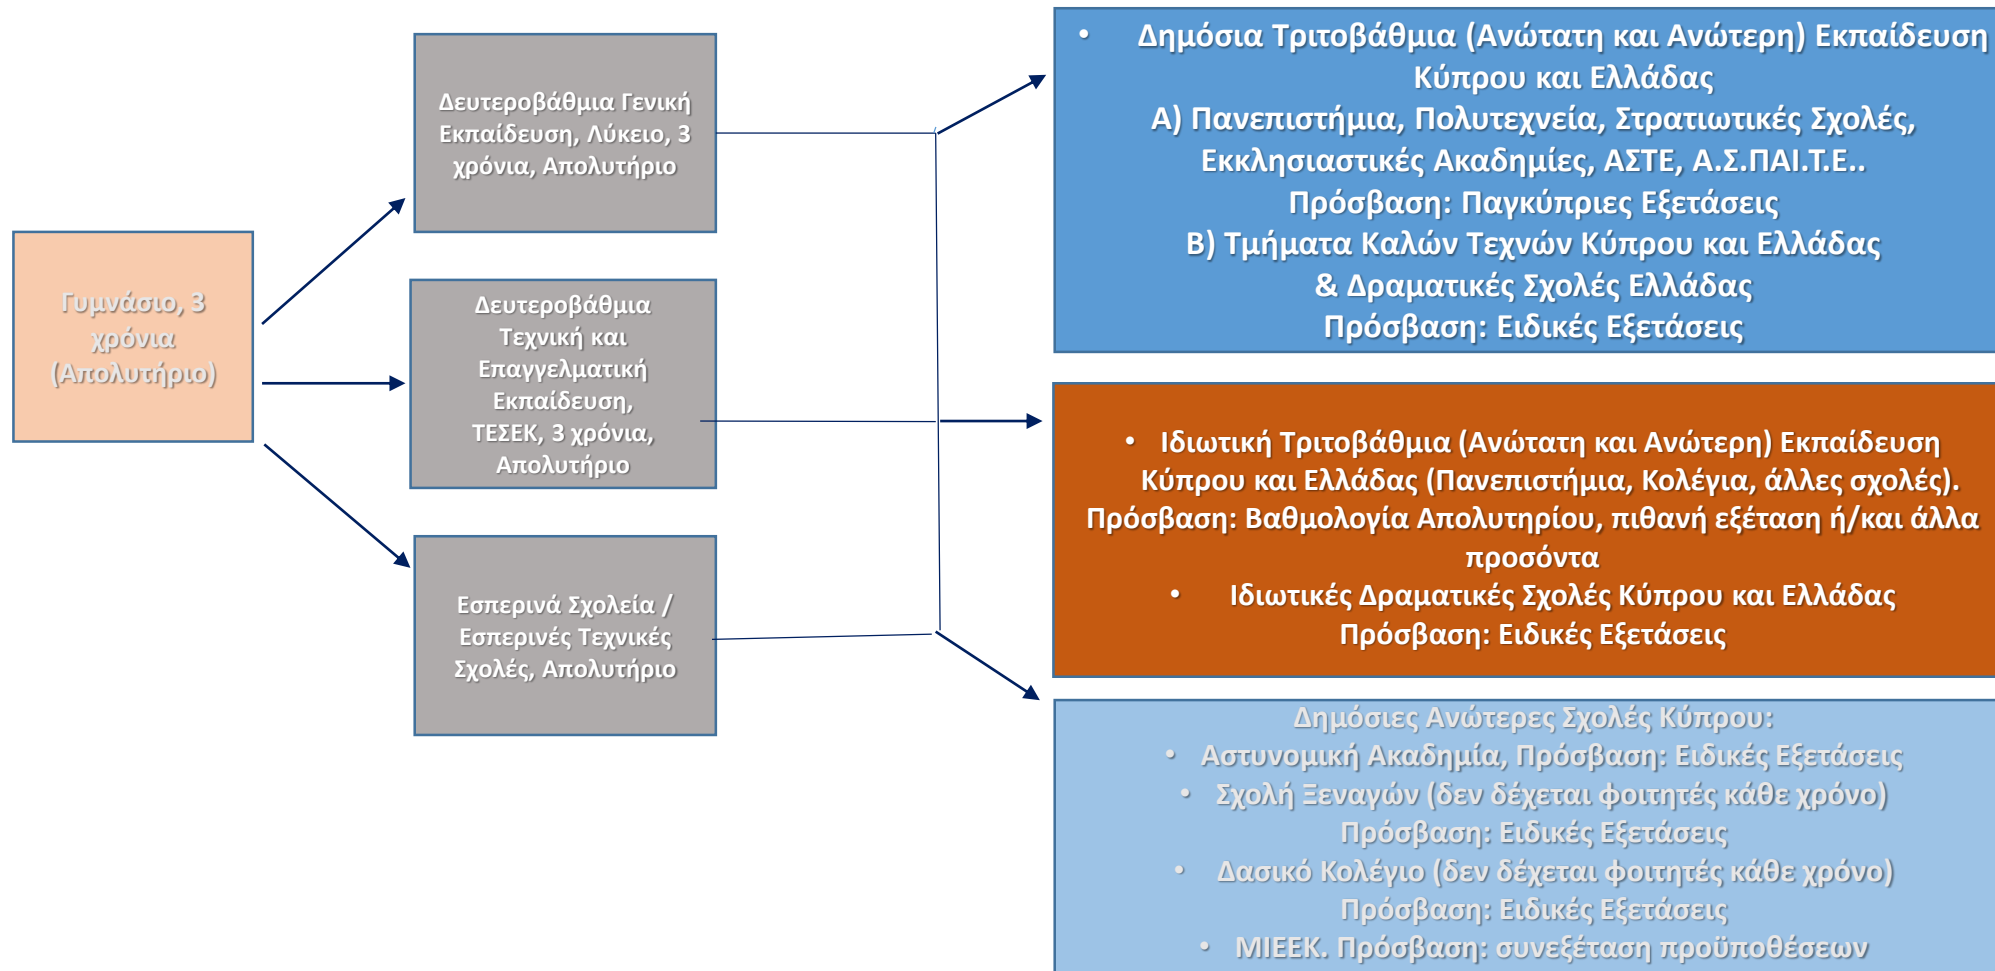 Γυμνάσιο, 3
χρόνια
(Απολυτήριο)
Δευτεροβάθμια Γενική
Εκπαίδευση, Λύκειο, 3
χρόνια, Απολυτήριο
Δευτεροβάθμια
Τεχνική και
Επαγγελματική
Εκπαίδευση,
ΤΕΣΕΚ, 3 χρόνια,
Απολυτήριο
Εσπερινά Σχολεία /
Εσπερινές Τεχνικές
Σχολές, Απολυτήριο
• Δημόσια Τριτοβάθμια (Ανώτατη και Ανώτερη) Εκπαίδευση
Κύπρου και Ελλάδας
Α) Πανεπιστήμια, Πολυτεχνεία, Στρατιωτικές Σχολές,
Εκκλησιαστικές Ακαδημίες, ΑΣΤΕ, Α.Σ.ΠΑΙ.Τ.Ε..
Πρόσβαση: Παγκύπριες Εξετάσεις
Β) Τμήματα Καλών Τεχνών Κύπρου και Ελλάδας
& Δραματικές Σχολές Ελλάδας
Πρόσβαση: Ειδικές Εξετάσεις
• Ιδιωτική Τριτοβάθμια (Ανώτατη και Ανώτερη) Εκπαίδευση
Κύπρου και Ελλάδας (Πανεπιστήμια, Κολέγια, άλλες σχολές).
Πρόσβαση: Βαθμολογία Απολυτηρίου, πιθανή εξέταση ή/και άλλα
προσόντα
• Ιδιωτικές Δραματικές Σχολές Κύπρου και Ελλάδας
Πρόσβαση: Ειδικές Εξετάσεις
Δημόσιες Ανώτερες Σχολές Κύπρου:
• Αστυνομική Ακαδημία, Πρόσβαση: Ειδικές Εξετάσεις
• Σχολή Ξεναγών (δεν δέχεται φοιτητές κάθε χρόνο)
Πρόσβαση: Ειδικές Εξετάσεις
• Δασικό Κολέγιο (δεν δέχεται φοιτητές κάθε χρόνο)
Πρόσβαση: Ειδικές Εξετάσεις
• ΜΙΕΕΚ. Πρόσβαση: συνεξέταση προϋποθέσεων